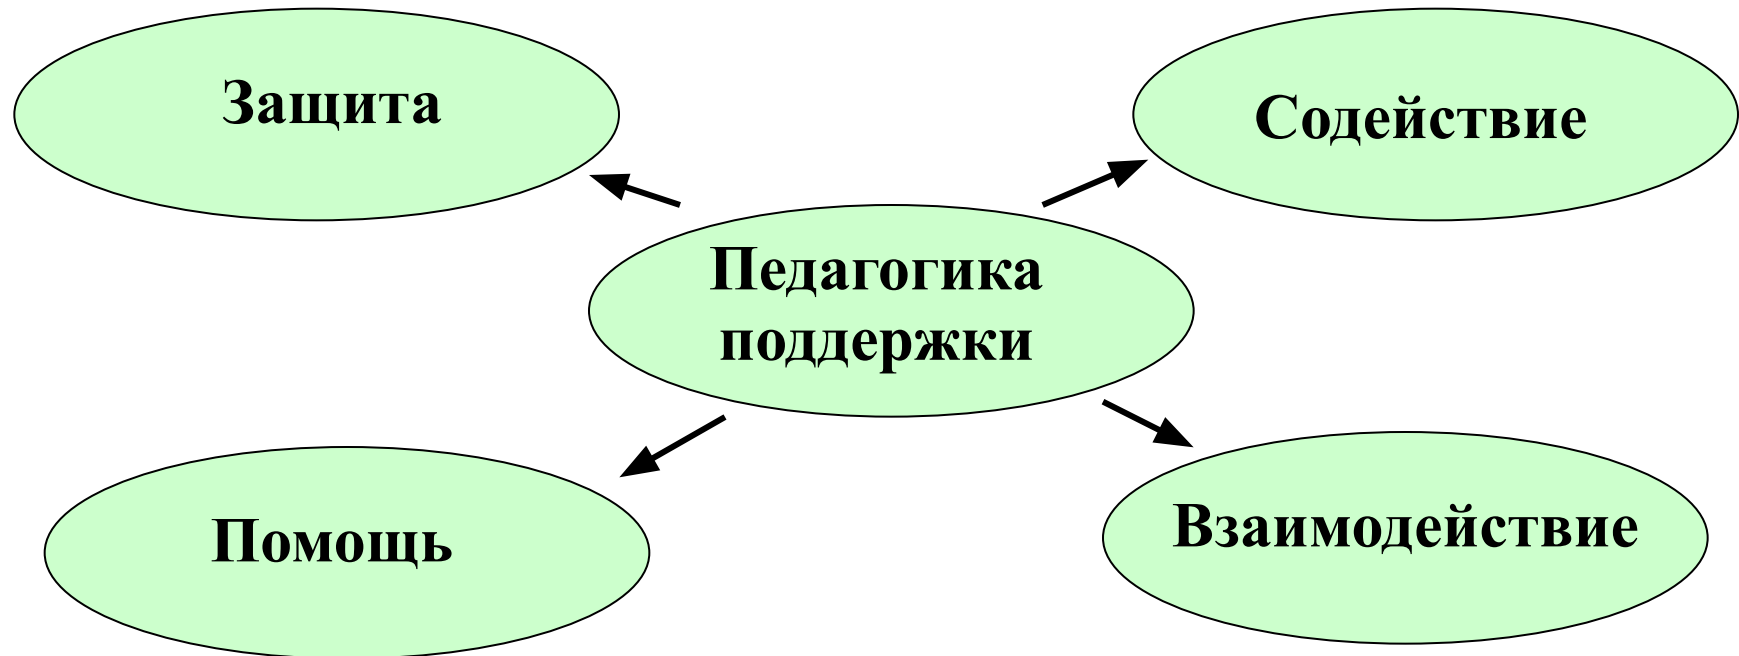 Защита
Содействие
Педагогика
поддержки
Помощь
Взаимодействие